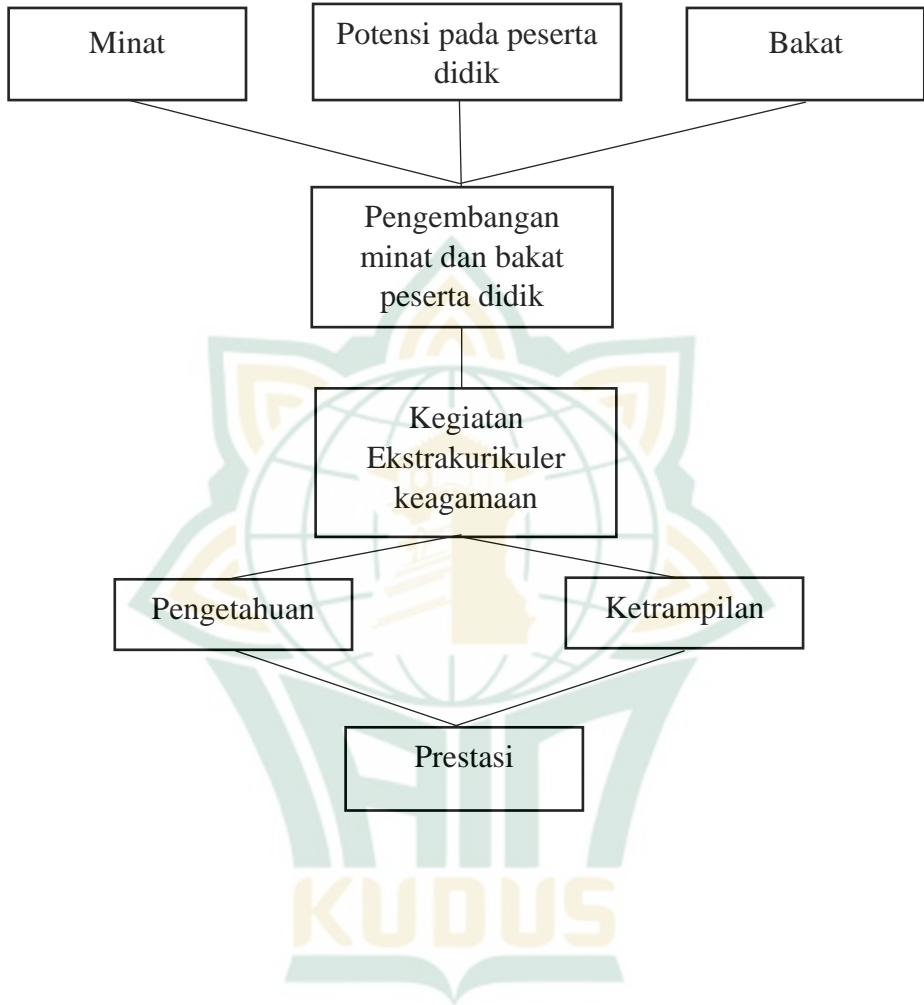 Minat
Potensi pada peserta
didik
Bakat
Pengembangan
minat dan bakat
peserta didik
Kegiatan
Ekstrakurikuler
keagamaan
Pengetahuan
Ketrampilan
Prestasi
IAIN
KUDUS